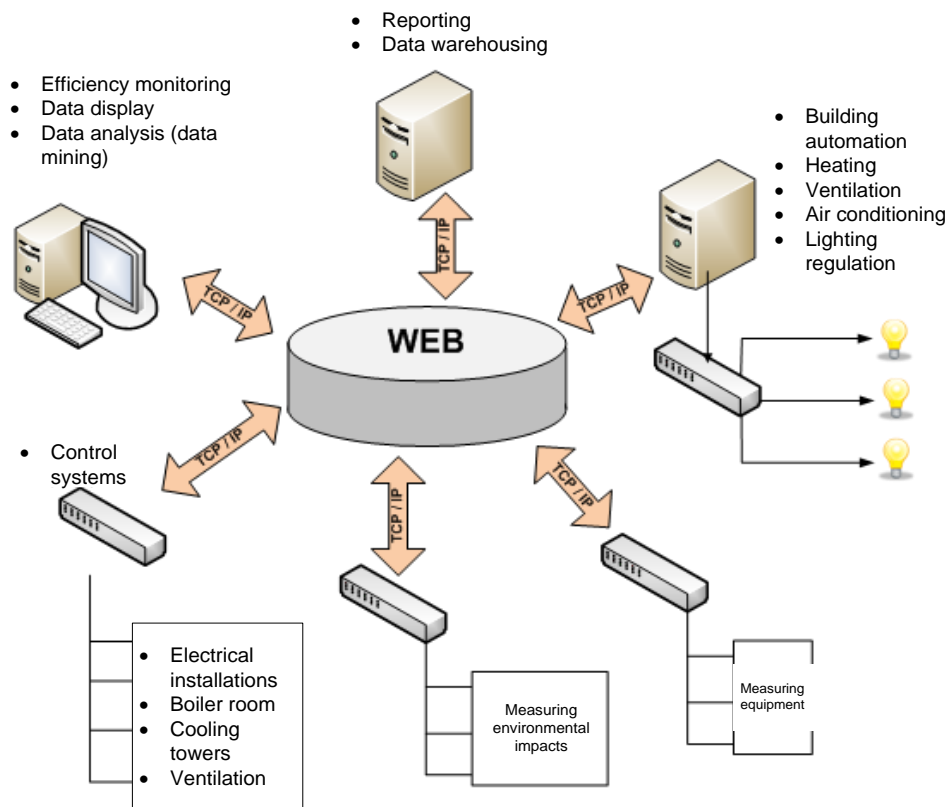 • Reporting
• Data warehousing
• Efficiency monitoring
• Data display
• Data analysis (data
mining)
• Building
automation
• Heating
• Ventilation
• Air conditioning
• Lighting
regulation
TCP / IP
TCP / IP
TCP / IP
WEB
• Control
systems
TCP / IP
TCP / IP
TCP / IP
• Electrical
installations
• Boiler room
• Cooling
towers
• Ventilation
Measuring
environmental
impacts
Measuring
equipment